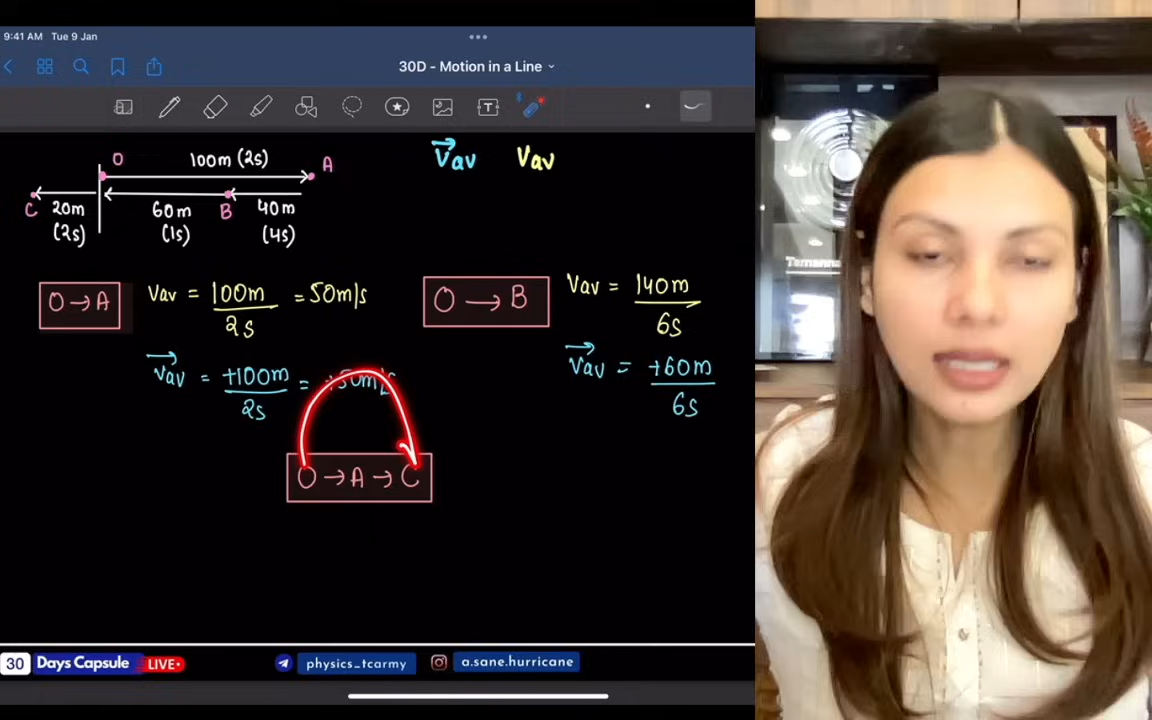 9:41 AM Tue 9 Jan
30D - Motion in a Line
O 100m (2s) A
C 20m (2s) 60m (1s) B 40m (4s)
V⃗av Vav
O → A Vav = 100m/2s = 50m/s
V⃗av = +100m/2s = +50m/s
O → B Vav = 140m/6s
V⃗av = +60m/6s
O → A → C
30 Days Capsule LIVE
physics_tcarmy
a.sane.hurricane